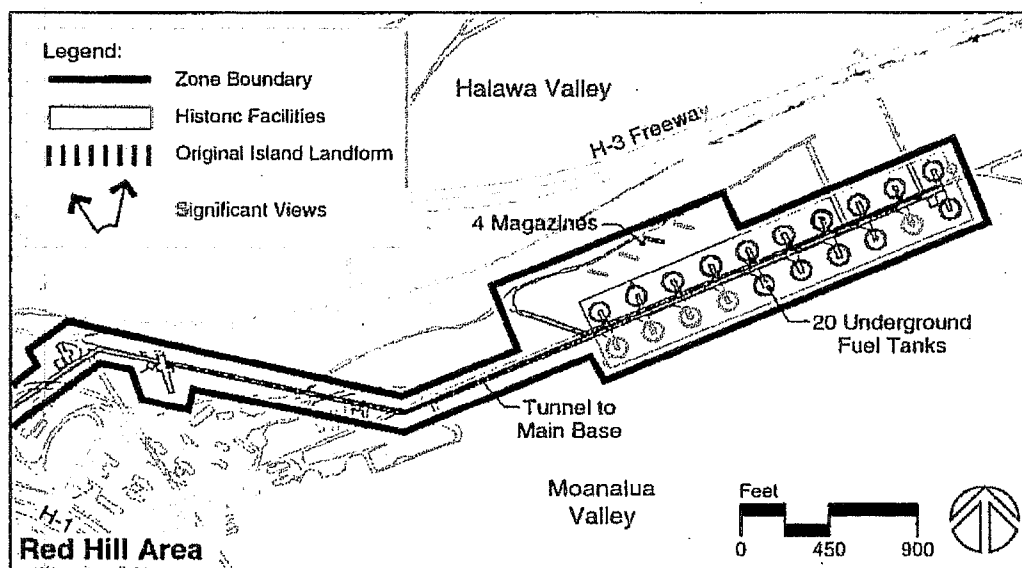 Legend:
Zone Boundary
Historic Facilities
Original Island Landform
Significant Views
Halawa Valley
H-3 Freeway
4 Magazines
20 Underground
Fuel Tanks
Tunnel to
Main Base
Moanalua
Valley
Feet
0 450 900
H-1
Red Hill Area